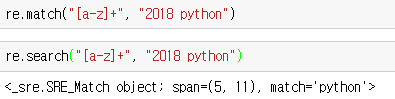 re.match("[a-z]+", "2018 python")
re.search("[a-z]+", "2018 python")
<_sre.SRE_Match object; span=(5, 11), match='python'>